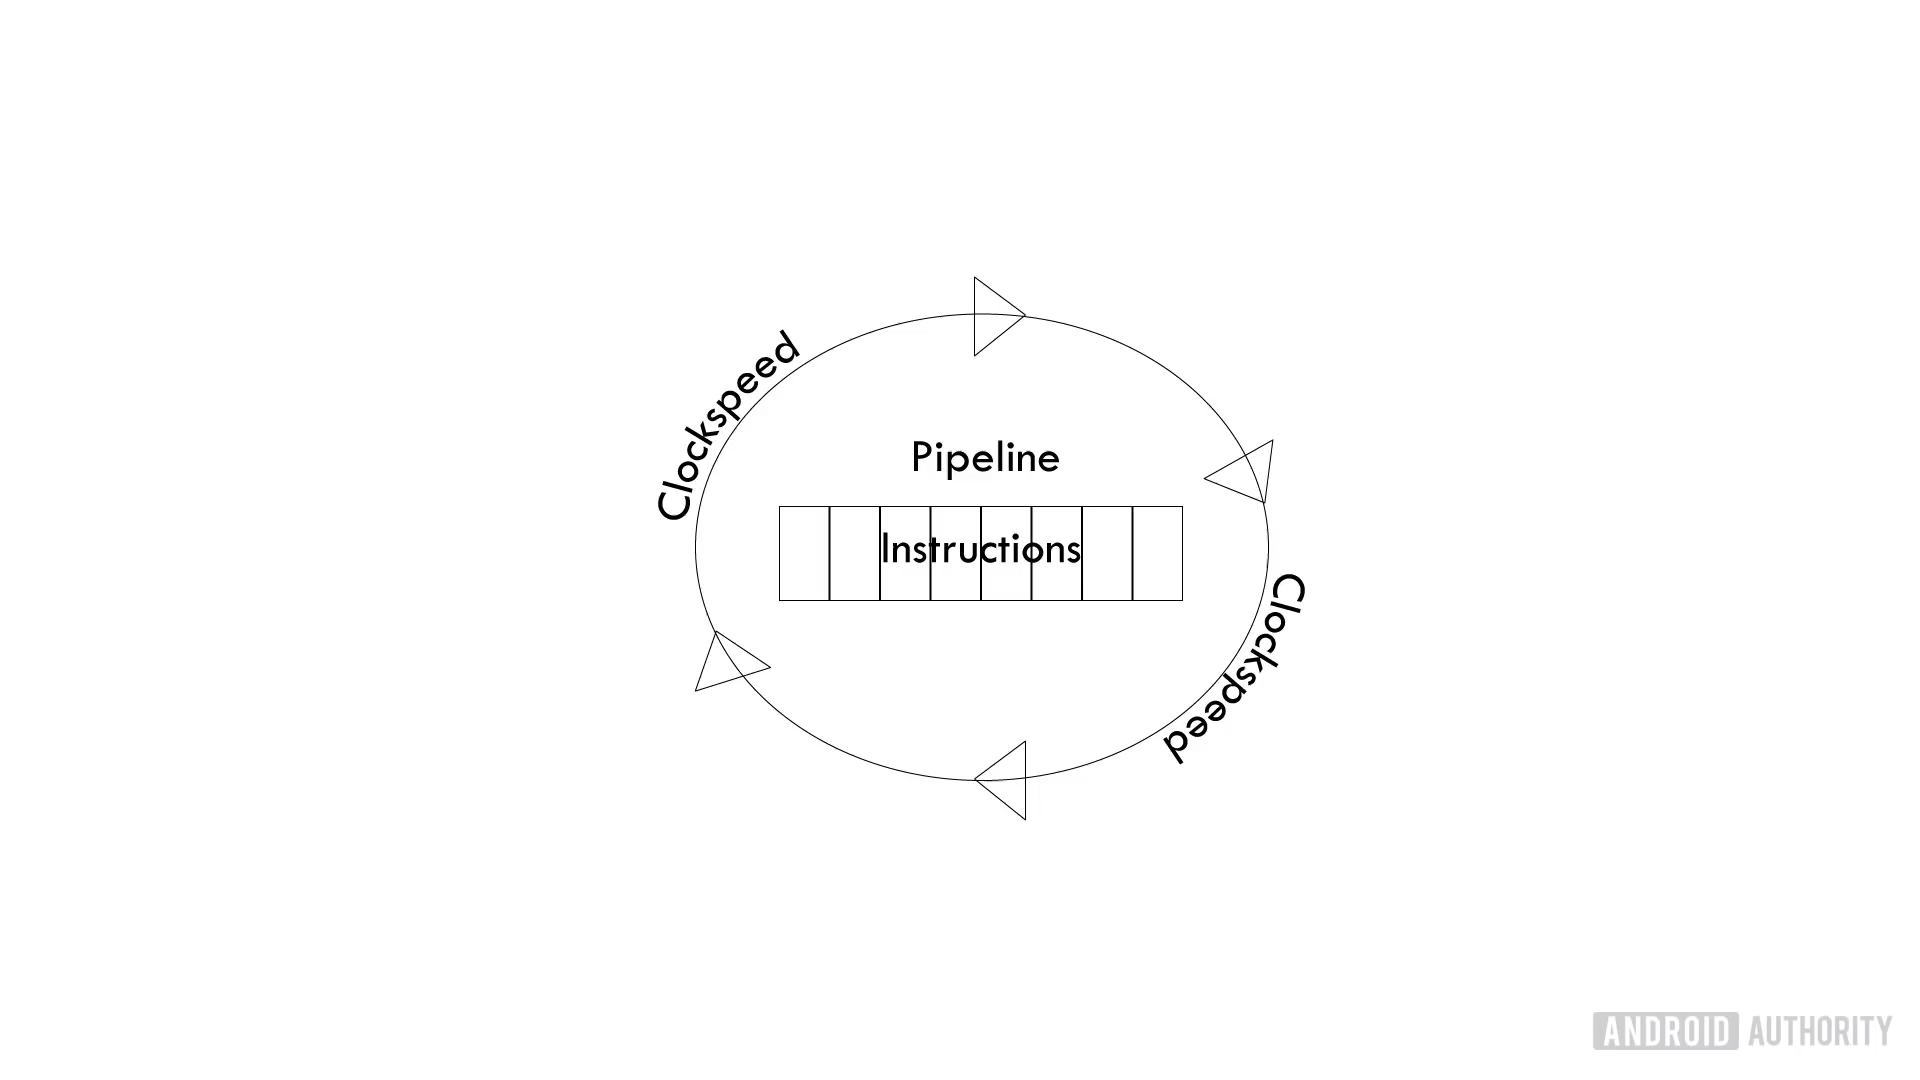 Clockspeed
Pipeline
Instructions
Clockspeed
ANDROID AUTHORITY